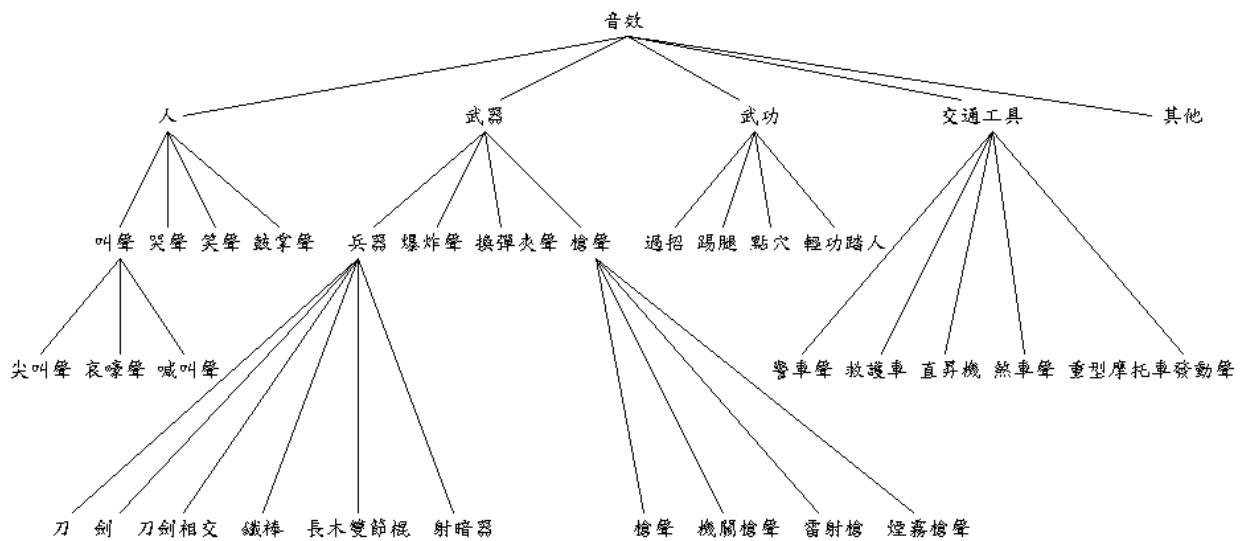 音效
人 武器 武功 交通工具 其他
叫聲 哭聲 笑聲 鼓掌聲 兵器 爆炸聲 換彈夾聲 槍聲 過招 踢腿 點穴 輕功踏人
尖叫聲 哀嚎聲 喊叫聲 警車聲 救護車 直昇機 煞車聲 重型摩托車發動聲
刀 劍 刀劍相交 鐵棒 長木雙節棍 射暗器 槍聲 機關槍聲 雷射槍 煙霧槍聲